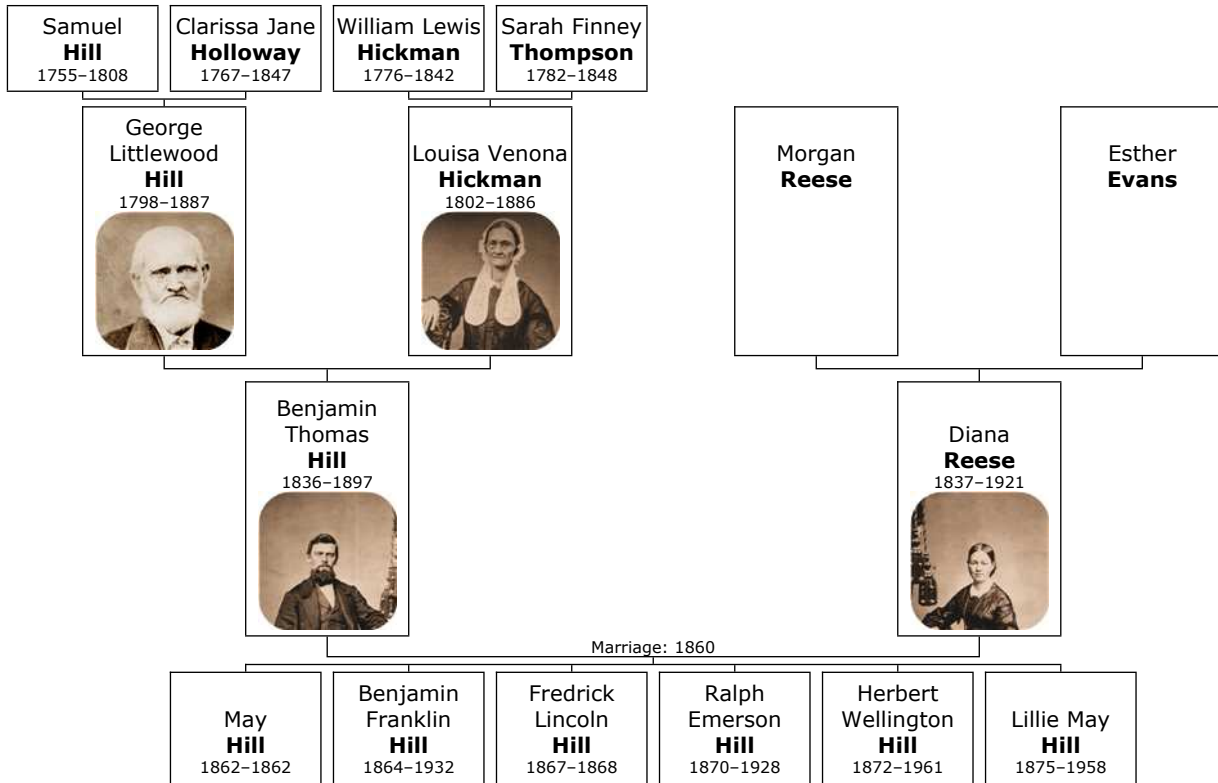 Samuel
Hill
1755–1808
Clarissa Jane
Holloway
1767–1847
William Lewis
Hickman
1776–1842
Sarah Finney
Thompson
1782–1848
George
Littlewood
Hill
1798–1887
Louisa Venona
Hickman
1802–1886
Morgan
Reese
Esther
Evans
Benjamin
Thomas
Hill
1836–1897
Diana
Reese
1837–1921
Marriage: 1860
May
Hill
1862–1862
Benjamin
Franklin
Hill
1864–1932
Fredrick
Lincoln
Hill
1867–1868
Ralph
Emerson
Hill
1870–1928
Herbert
Wellington
Hill
1872–1961
Lillie May
Hill
1875–1958